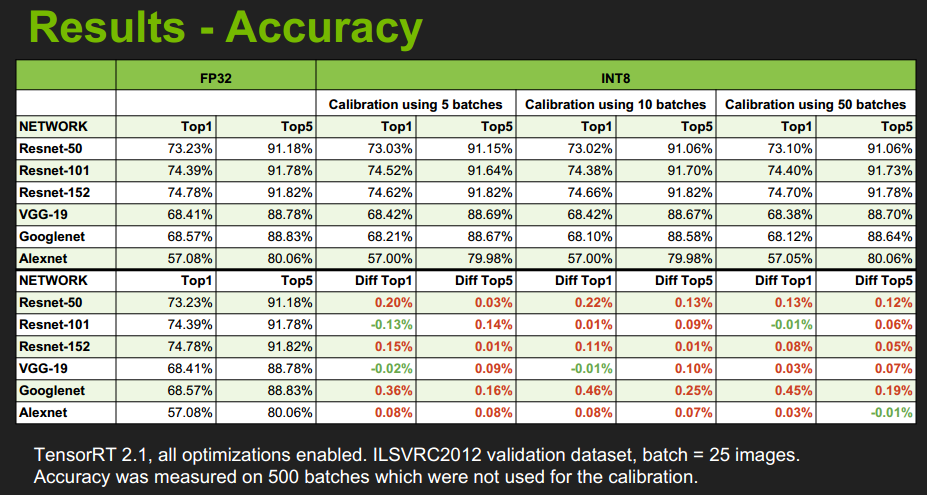 Results - Accuracy
FP32 INT8
Calibration using 5 batches Calibration using 10 batches Calibration using 50 batches
NETWORK Top1 Top5 Top1 Top5 Top1 Top5 Top1 Top5
Resnet-50 73.23% 91.18% 73.03% 91.15% 73.02% 91.06% 73.10% 91.06%
Resnet-101 74.39% 91.78% 74.52% 91.64% 74.38% 91.70% 74.40% 91.73%
Resnet-152 74.78% 91.82% 74.62% 91.82% 74.66% 91.82% 74.70% 91.78%
VGG-19 68.41% 88.78% 68.42% 88.69% 68.42% 88.67% 68.38% 88.70%
Googlenet 68.57% 88.83% 68.21% 88.67% 68.10% 88.58% 68.12% 88.64%
Alexnet 57.08% 80.06% 57.00% 79.98% 57.00% 79.98% 57.05% 80.06%
NETWORK Top1 Top5 Diff Top1 Diff Top5 Diff Top1 Diff Top5 Diff Top1 Diff Top5
Resnet-50 73.23% 91.18% 0.20% 0.03% 0.22% 0.13% 0.13% 0.12%
Resnet-101 74.39% 91.78% -0.13% 0.14% 0.01% 0.09% -0.01% 0.06%
Resnet-152 74.78% 91.82% 0.15% 0.01% 0.11% 0.01% 0.08% 0.05%
VGG-19 68.41% 88.78% -0.02% 0.09% -0.01% 0.10% 0.03% 0.07%
Googlenet 68.57% 88.83% 0.36% 0.16% 0.46% 0.25% 0.45% 0.19%
Alexnet 57.08% 80.06% 0.08% 0.08% 0.08% 0.07% 0.03% -0.01%
TensorRT 2.1, all optimizations enabled. ILSVRC2012 validation dataset, batch = 25 images.
Accuracy was measured on 500 batches which were not used for the calibration.